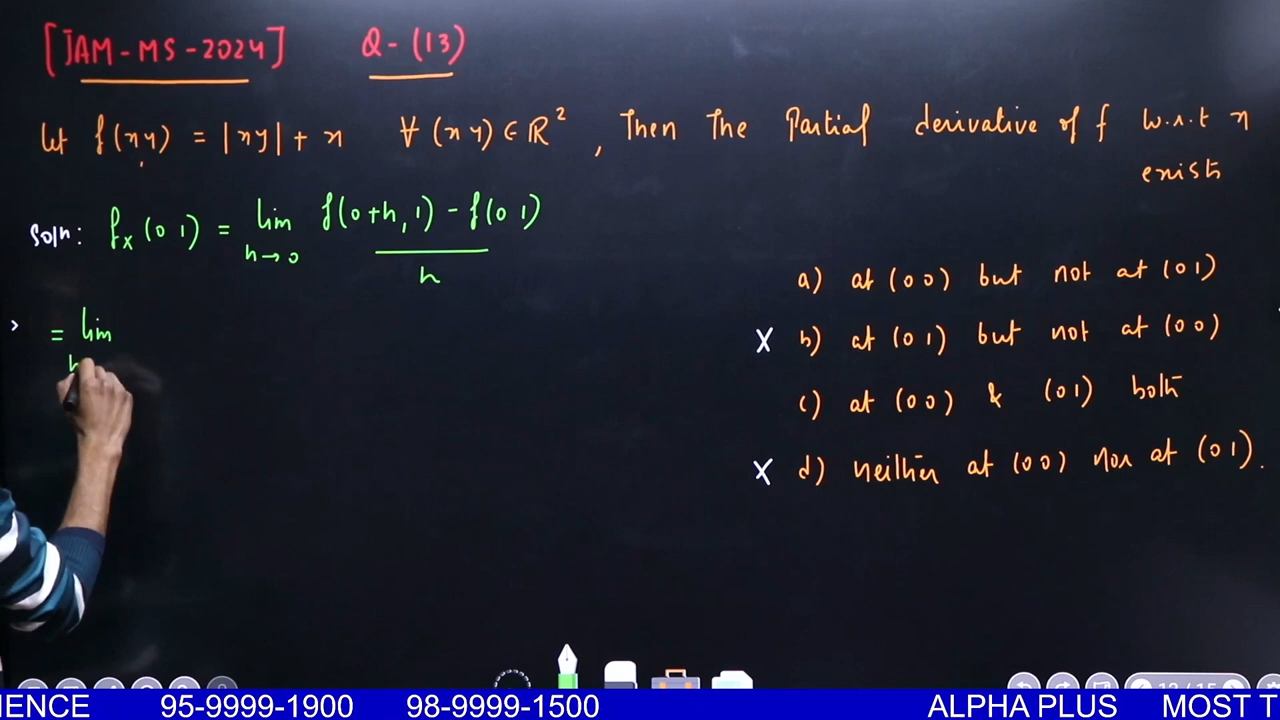 [JAM-MS-2024] Q-(13)
Let f(x y) = |xy| + x ∀ (x y) ∈ ℝ², Then The Partial derivative of f w.r.t x
exists
Soln: fx (0 1) = lim h→0 f(0+h, 1) - f(0 1) / h
a) at (0 0) but not at (0 1)
= lim
h
X b) at (0 1) but not at (0 0)
c) at (0 0) & (0 1) both
X d) neither at (0 0) nor at (0 1).
IENCE 95-9999-1900 98-9999-1500 ALPHA PLUS MOST T